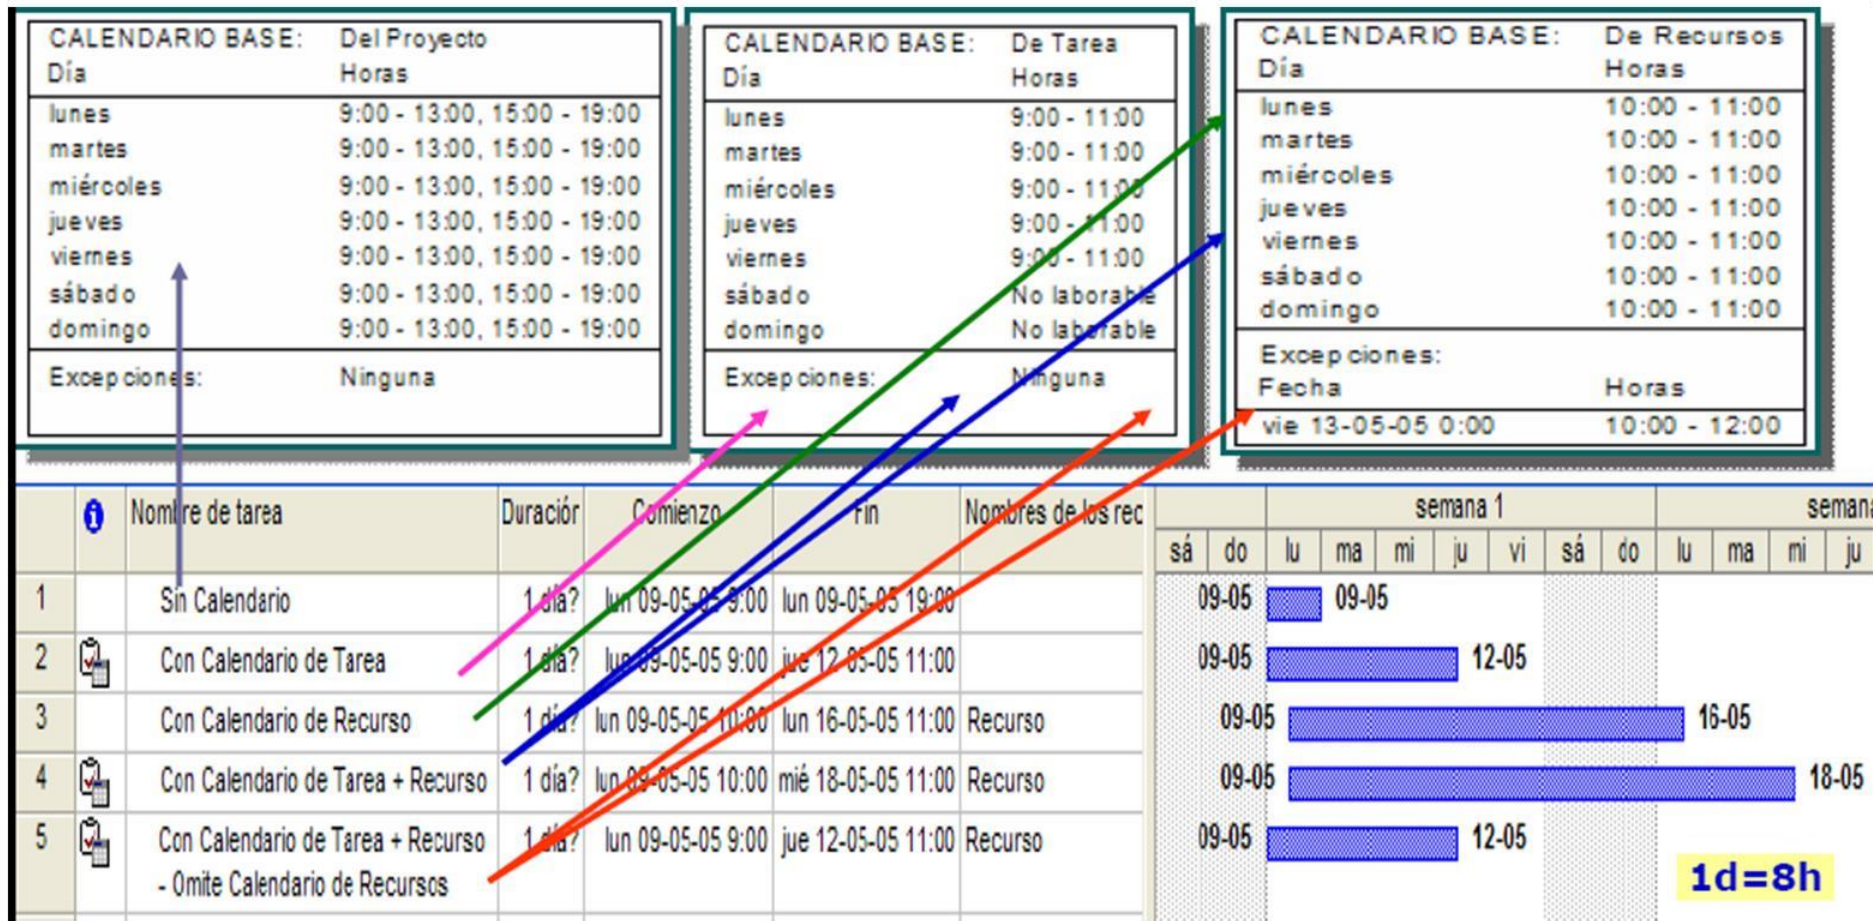 CALENDARIO BASE: Del Proyecto
Día Horas
lunes 9:00 - 13:00, 15:00 - 19:00
martes 9:00 - 13:00, 15:00 - 19:00
miércoles 9:00 - 13:00, 15:00 - 19:00
jueves 9:00 - 13:00, 15:00 - 19:00
viernes 9:00 - 13:00, 15:00 - 19:00
sábado 9:00 - 13:00, 15:00 - 19:00
domingo 9:00 - 13:00, 15:00 - 19:00
Excepciones: Ninguna
CALENDARIO BASE: De Tarea
Día Horas
lunes 9:00 - 11:00
martes 9:00 - 11:00
miércoles 9:00 - 11:00
jueves 9:00 - 11:00
viernes 9:00 - 11:00
sábado No laborable
domingo No laborable
Excepciones: Ninguna
CALENDARIO BASE: De Recursos
Día Horas
lunes 10:00 - 11:00
martes 10:00 - 11:00
miércoles 10:00 - 11:00
jueves 10:00 - 11:00
viernes 10:00 - 11:00
sábado 10:00 - 11:00
domingo 10:00 - 11:00
Excepciones:
Fecha Horas
vie 13-05-05 0:00 10:00 - 12:00
Nombre de tarea Duración Comienzo Fin Nombres de los rec semana 1 semana
sá do lu ma mi ju vi sá do lu ma mi ju
1 Sin Calendario 1 día? lun 09-05-05 9:00 lun 09-05-05 19:00 09-05 09-05
2 Con Calendario de Tarea 1 día? lun 09-05-05 9:00 jue 12-05-05 11:00 09-05 12-05
3 Con Calendario de Recurso 1 día? lun 09-05-05 10:00 lun 16-05-05 11:00 Recurso 09-05 16-05
4 Con Calendario de Tarea + Recurso 1 día? lun 09-05-05 10:00 mié 18-05-05 11:00 Recurso 09-05 18-05
5 Con Calendario de Tarea + Recurso 1 día? lun 09-05-05 9:00 jue 12-05-05 11:00 Recurso 09-05 12-05
- Omite Calendario de Recursos
1d=8h